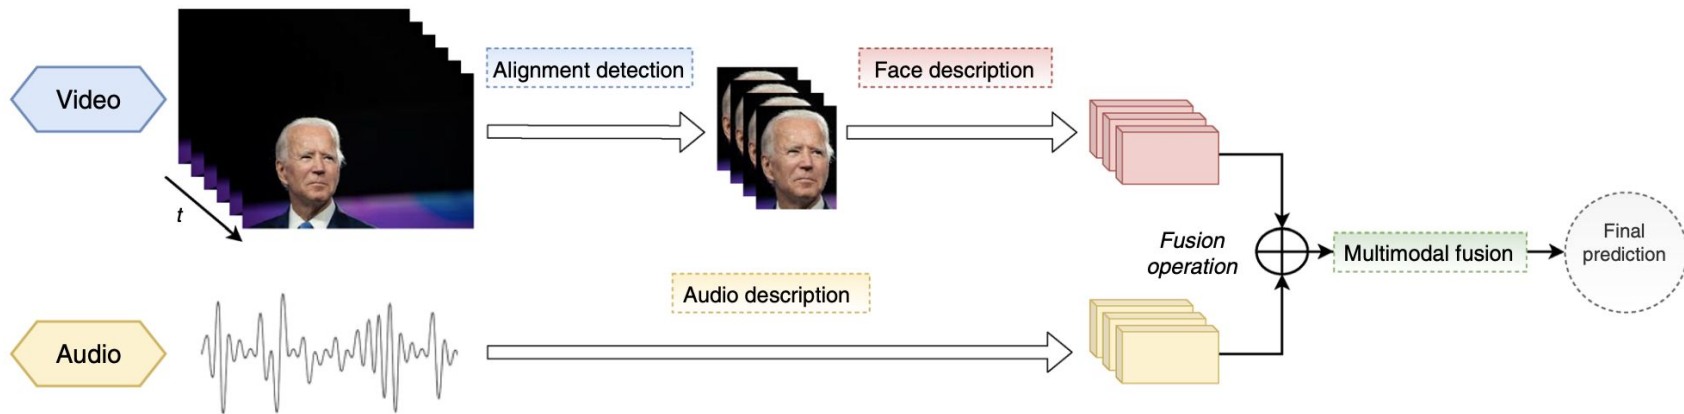 Video
t
Alignment detection
Face description
Audio
Audio description
Fusion
operation
Multimodal fusion
Final
prediction